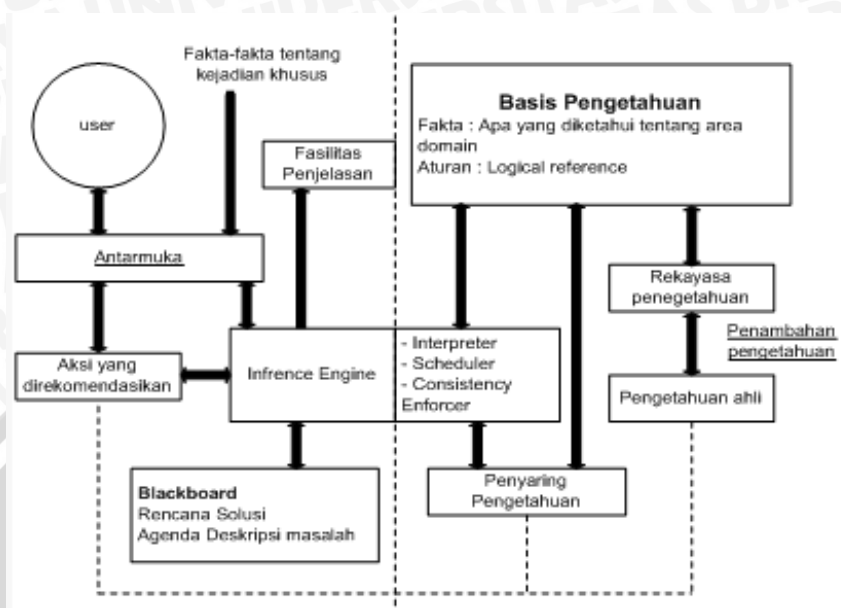 Fakta-fakta tentang
kejadian khusus
user
Basis Pengetahuan
Fakta : Apa yang diketahui tentang area
domain
Aturan : Logical reference
Fasilitas
Penjelasan
Antarmuka
Rekayasa
penegetahuan
Penambahan
pengetahuan
Aksi yang
direkomendasikan
Infrence Engine
- Interpreter
- Scheduler
- Consistency
Enforcer
Pengetahuan ahli
Blackboard
Rencana Solusi
Agenda Deskripsi masalah
Penyaring
Pengetahuan